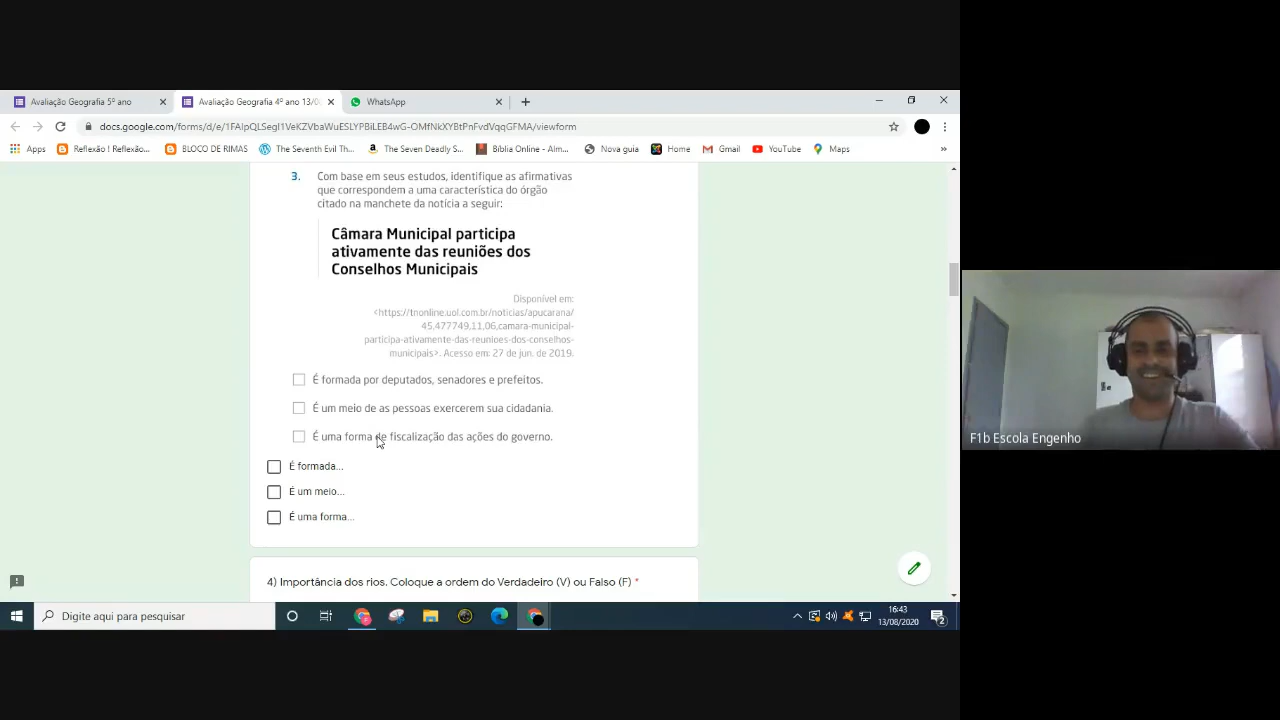 Avaliação Geografia 5º ano
Avaliação Geografia 4º ano 13/0
WhatsApp
docs.google.com/forms/d/e/1FAIpQLSegI1VeKZVbaWuESLYPBiLEB4wG-OMfNkXYBtPnFvdVqqGFMA/viewform
Apps
Reflexão ! Reflexão...
BLOCO DE RIMAS
The Seventh Evil Th...
The Seven Deadly S...
Bíblia Online - Alm...
Nova guia
Home
Gmail
YouTube
Maps
»
3. Com base em seus estudos, identifique as afirmativas
que correspondem a uma característica do órgão
citado na manchete da notícia a seguir:
Câmara Municipal participa
ativamente das reuniões dos
Conselhos Municipais
Disponível em:
<https://tnonline.uol.com.br/noticias/apucarana/
45,477749,11,06,camara-municipal-
participa-ativamente-das-reunioes-dos-conselhos-
municipais>. Acesso em: 27 de jun. de 2019.
É formada por deputados, senadores e prefeitos.
É um meio de as pessoas exercerem sua cidadania.
É uma forma de fiscalização das ações do governo.
É formada...
É um meio...
É uma forma...
4) Importância dos rios. Coloque a ordem do Verdadeiro (V) ou Falso (F) *
Digite aqui para pesquisar
16:43
13/08/2020
2
F1b Escola Engenho